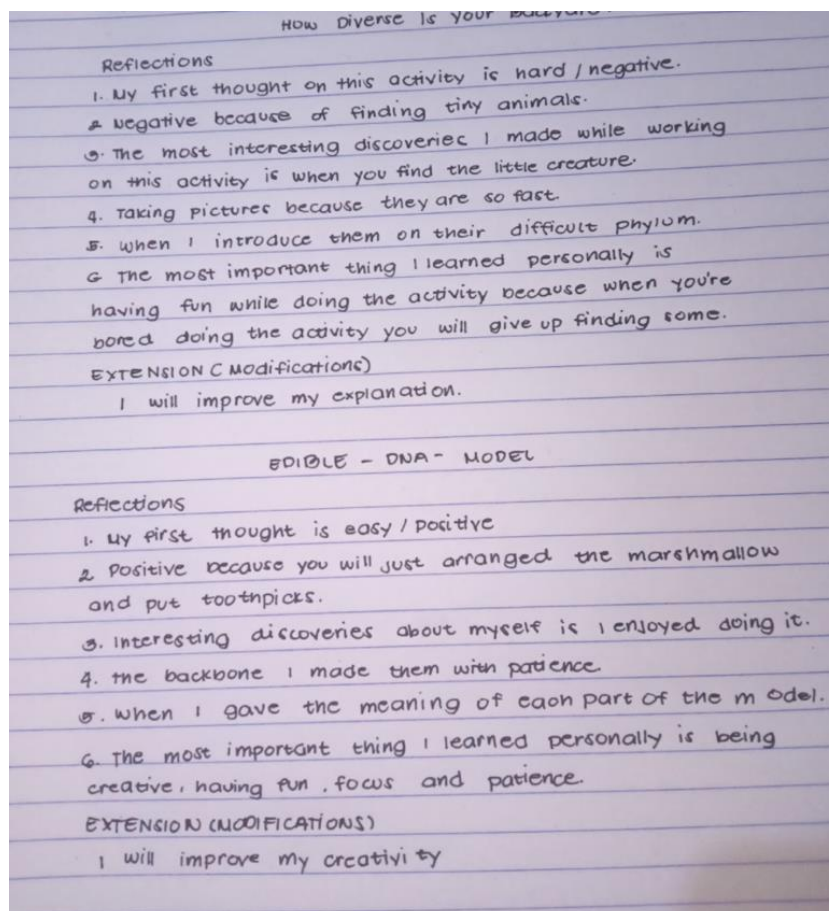 HOW Diverse Is Your
Reflections
1. My first thought on this activity is hard / negative.
2 Negative because of finding tiny animals.
3. The most interesting discoveries I made while working
on this activity is when you find the little creature.
4. Taking pictures because they are so fast.
5. when I introduce them on their difficult phylum.
6 The most important thing I learned personally is
having fun while doing the activity because when you're
bored doing the activity you will give up finding some.
EXTENSION (Modifications)
I will improve my explanation.
EDIBLE - DNA - MODEL
Reflections
1. My first thought is easy / positive
2 Positive because you will just arranged the marshmallow
and put toothpicks.
3. Interesting discoveries about myself is I enjoyed doing it.
4. the backbone I made them with patience.
5. When I gave the meaning of each part of the model.
6. The most important thing I learned personally is being
creative, having fun, focus and patience.
EXTENSION (MODIFICATIONS)
I will improve my creativity